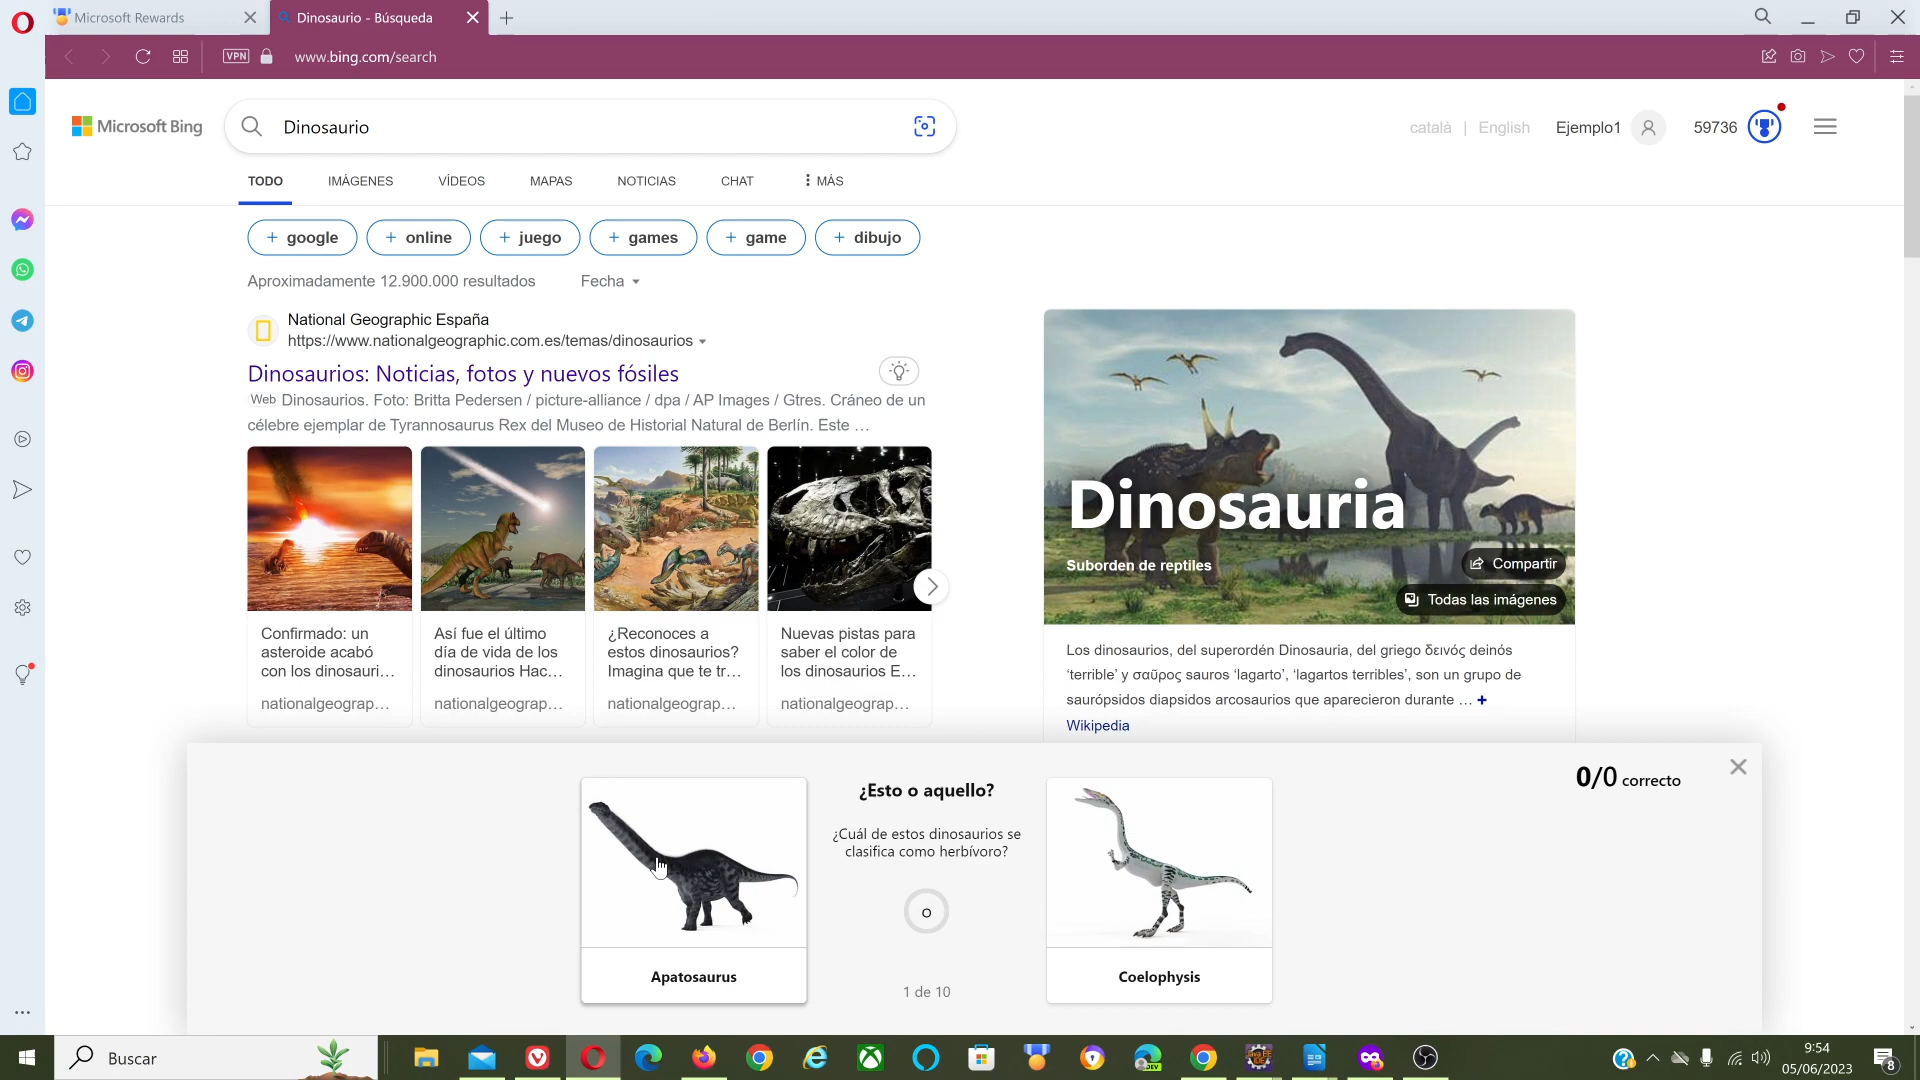 Microsoft Rewards
Dinosaurio - Búsqueda
VPN
www.bing.com/search
Microsoft Bing
Dinosaurio
català | English
Ejemplo1
59736
TODO
IMÁGENES
VÍDEOS
MAPAS
NOTICIAS
CHAT
MÁS
+ google
+ online
+ juego
+ games
+ game
+ dibujo
Aproximadamente 12.900.000 resultados
Fecha
National Geographic España
https://www.nationalgeographic.com.es/temas/dinosaurios
Dinosaurios: Noticias, fotos y nuevos fósiles
Web Dinosaurios. Foto: Britta Pedersen / picture-alliance / dpa / AP Images / Gtres. Cráneo de un
célebre ejemplar de Tyrannosaurus Rex del Museo de Historial Natural de Berlín. Este …
Confirmado: un
asteroide acabó
con los dinosauri…
nationalgeograp…
Así fue el último
día de vida de los
dinosaurios Hac…
nationalgeograp…
¿Reconoces a
estos dinosaurios?
Imagina que te tr…
nationalgeograp…
Nuevas pistas para
saber el color de
los dinosaurios E…
nationalgeograp…
Dinosauria
Suborden de reptiles
Compartir
Todas las imágenes
Los dinosaurios, del superordén Dinosauria, del griego δεινός deinós
‘terrible’ y σαῦρος sauros ‘lagarto’, ‘lagartos terribles’, son un grupo de
saurópsidos diapsidos arcosaurios que aparecieron durante … +
Wikipedia
0/0 correcto
¿Esto o aquello?
¿Cuál de estos dinosaurios se
clasifica como herbívoro?
o
1 de 10
Apatosaurus
Coelophysis
Buscar
DEV
Java EE
IDE
9:54
05/06/2023
8